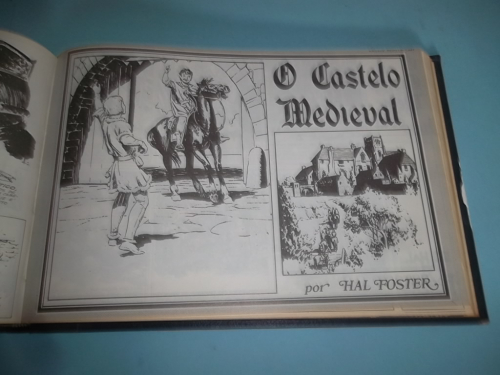 O Castelo
Medieval
por HAL FOSTER